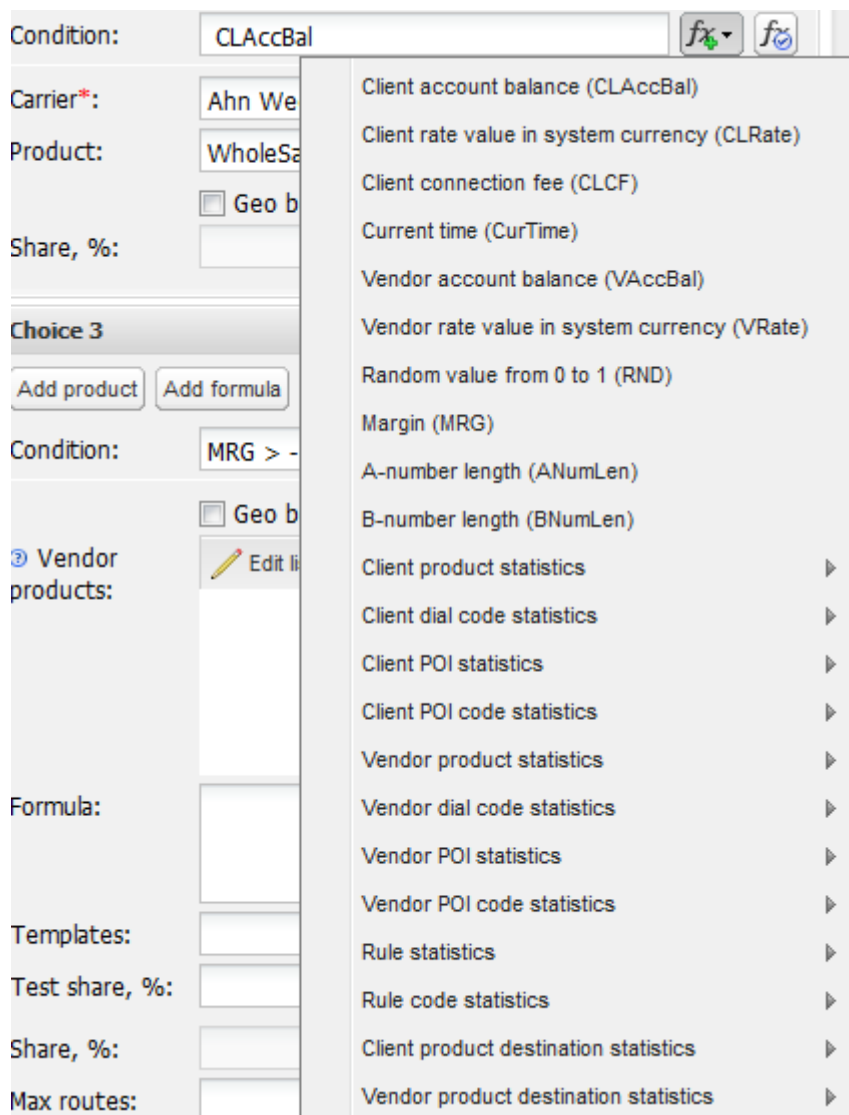 Condition: CLAccBal fx fx
Client account balance (CLAccBal)
Carrier*: Ahn We
Client rate value in system currency (CLRate)
Product: WholeSa
Client connection fee (CLCF)
Geo b
Current time (CurTime)
Share, %:
Vendor account balance (VAccBal)
Choice 3
Vendor rate value in system currency (VRate)
Add product Add formula
Random value from 0 to 1 (RND)
Margin (MRG)
Condition: MRG > -
A-number length (ANumLen)
Geo b
B-number length (BNumLen)
Vendor
products:
Edit li
Client product statistics
Client dial code statistics
Client POI statistics
Client POI code statistics
Vendor product statistics
Formula:
Vendor dial code statistics
Vendor POI statistics
Vendor POI code statistics
Templates:
Rule statistics
Test share, %:
Rule code statistics
Share, %:
Client product destination statistics
Max routes:
Vendor product destination statistics